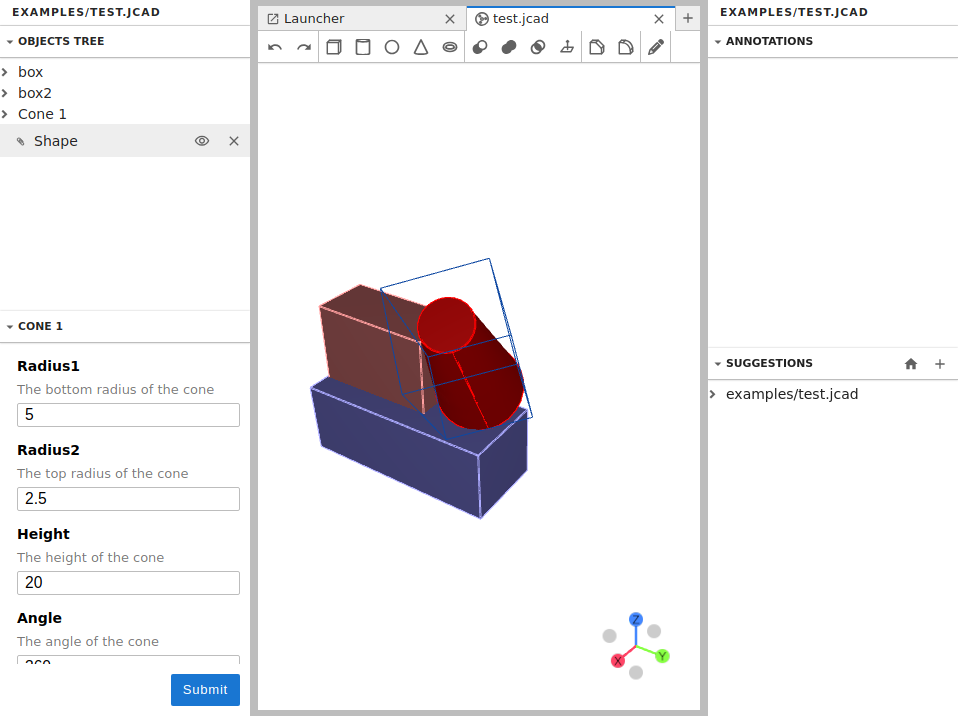 EXAMPLES/TEST.JCAD
OBJECTS TREE
box
box2
Cone 1
Shape
CONE 1
Radius1
The bottom radius of the cone
5
Radius2
The top radius of the cone
2.5
Height
The height of the cone
20
Angle
The angle of the cone
360
Submit
Launcher
test.jcad
Z
X
Y
EXAMPLES/TEST.JCAD
ANNOTATIONS
SUGGESTIONS
examples/test.jcad